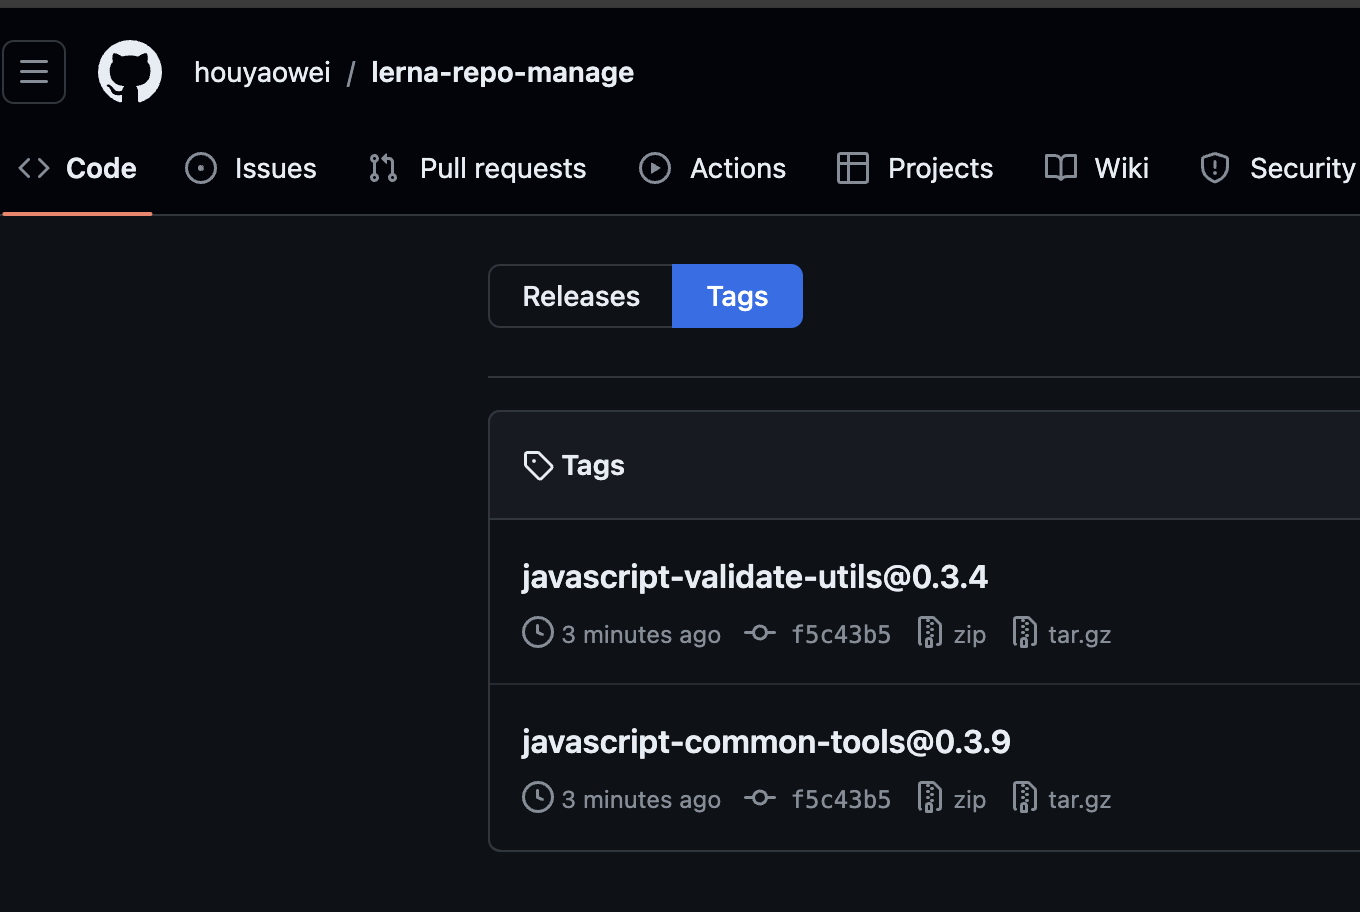 houyaowei / lerna-repo-manage
Code Issues Pull requests Actions Projects Wiki Security
Releases Tags
Tags
javascript-validate-utils@0.3.4
3 minutes ago f5c43b5 zip tar.gz
javascript-common-tools@0.3.9
3 minutes ago f5c43b5 zip tar.gz